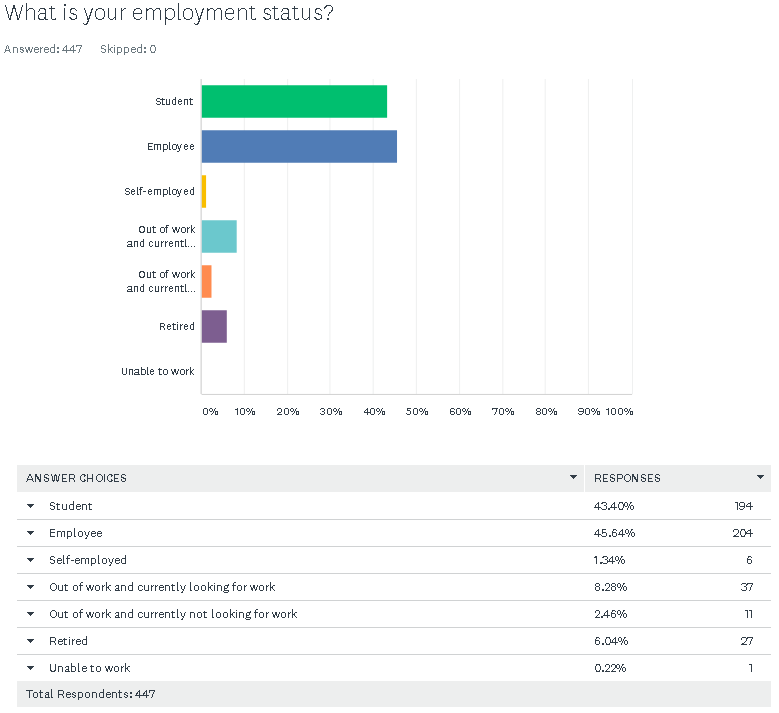 What is your employment status?
Answered: 447 Skipped: 0
Student
Employee
Self-employed
Out of work
and currentl...
Out of work
and currentl...
Retired
Unable to work
0% 10% 20% 30% 40% 50% 60% 70% 80% 90% 100%
ANSWER CHOICES RESPONSES
Student 43.40% 194
Employee 45.64% 204
Self-employed 1.34% 6
Out of work and currently looking for work 8.28% 37
Out of work and currently not looking for work 2.46% 11
Retired 6.04% 27
Unable to work 0.22% 1
Total Respondents: 447